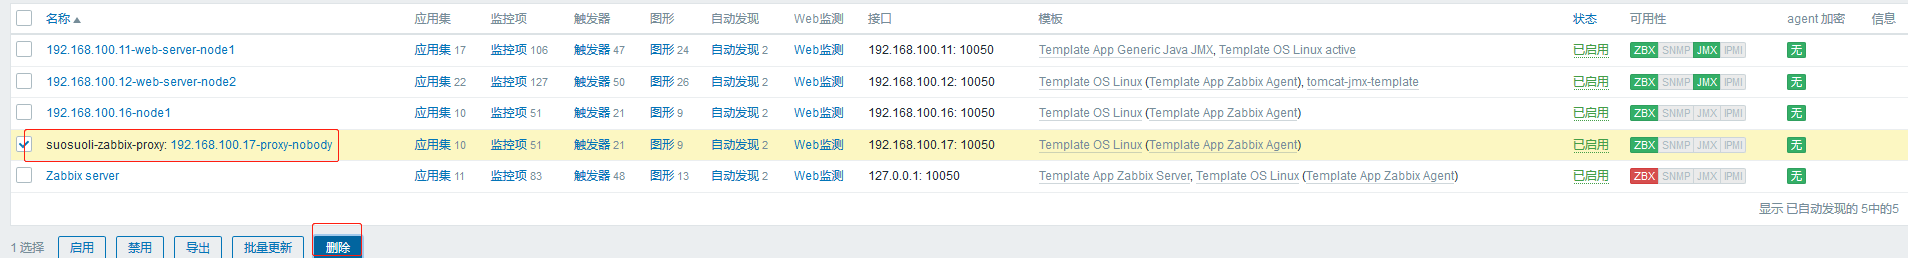 名称▲ 应用集 监控项 触发器 图形 自动发现 Web监测 接口 模板 状态 可用性 agent 加密 信息
192.168.100.11-web-server-node1 应用集 17 监控项 106 触发器 47 图形 24 自动发现 2 Web监测 192.168.100.11: 10050 Template App Generic Java JMX, Template OS Linux active 已启用 ZBX SNMP JMX IPMI 无
192.168.100.12-web-server-node2 应用集 22 监控项 127 触发器 50 图形 26 自动发现 2 Web监测 192.168.100.12: 10050 Template OS Linux (Template App Zabbix Agent), tomcat-jmx-template 已启用 ZBX SNMP JMX IPMI 无
192.168.100.16-node1 应用集 10 监控项 51 触发器 21 图形 9 自动发现 2 Web监测 192.168.100.16: 10050 Template OS Linux (Template App Zabbix Agent) 已启用 ZBX SNMP JMX IPMI 无
suosuoli-zabbix-proxy: 192.168.100.17-proxy-nobody 应用集 10 监控项 51 触发器 21 图形 9 自动发现 2 Web监测 192.168.100.17: 10050 Template OS Linux (Template App Zabbix Agent) 已启用 ZBX SNMP JMX IPMI 无
Zabbix server 应用集 11 监控项 83 触发器 48 图形 13 自动发现 2 Web监测 127.0.0.1: 10050 Template App Zabbix Server, Template OS Linux (Template App Zabbix Agent) 已启用 ZBX SNMP JMX IPMI 无
显示 已自动发现的 5中的5
1 选择 启用 禁用 导出 批量更新 删除